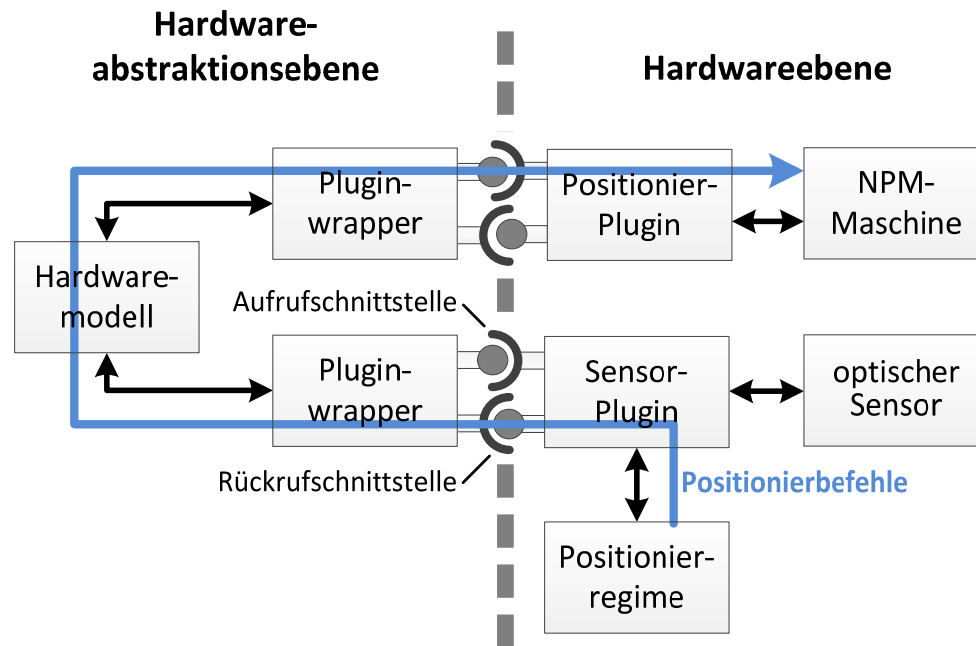 Hardware-
abstraktionsebene
Hardwareebene
Plugin-
wrapper
Positionier-
Plugin
NPM-
Maschine
Hardware-
modell
Aufrufschnittstelle
Plugin-
wrapper
Sensor-
Plugin
optischer
Sensor
Rückrufschnittstelle
Positionierbefehle
Positionier-
regime